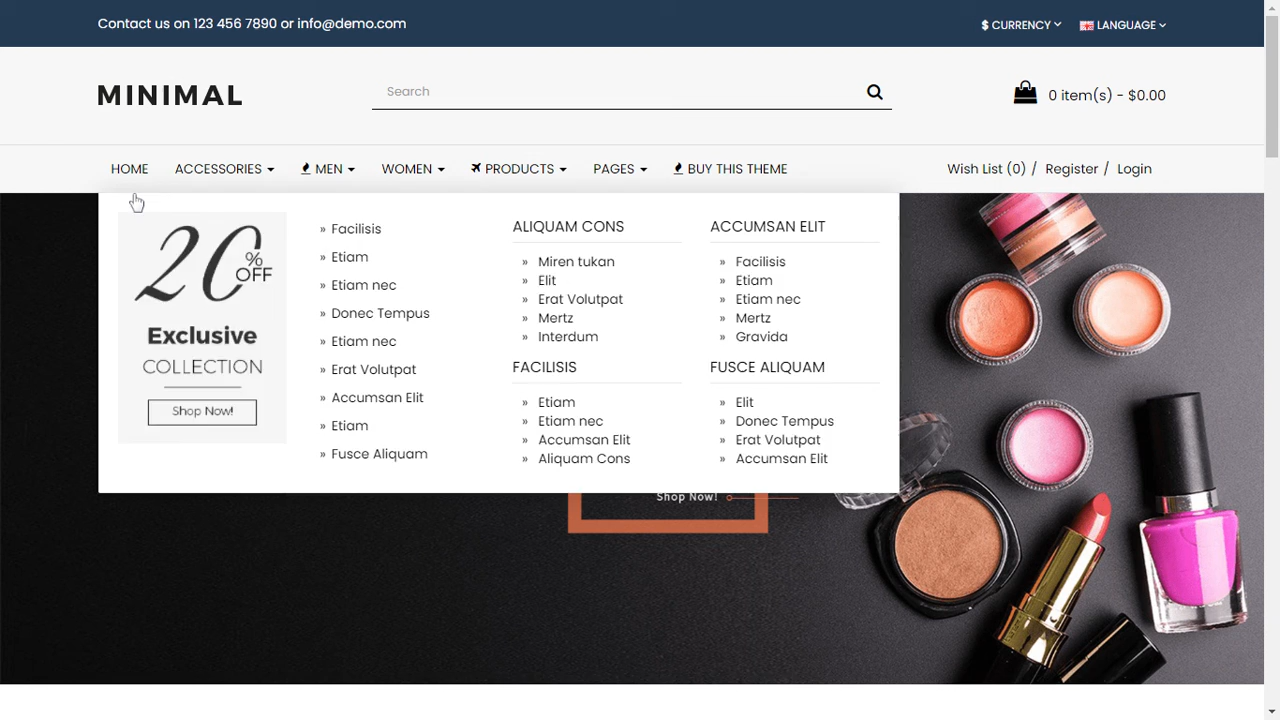 Contact us on 123 456 7890 or info@demo.com
$ CURRENCY
LANGUAGE
MINIMAL
Search
0 item(s) - $0.00
HOME
ACCESSORIES
MEN
WOMEN
PRODUCTS
PAGES
BUY THIS THEME
Wish List (0) / Register / Login
20% OFF
Exclusive
COLLECTION
Shop Now!
» Facilisis
» Etiam
» Etiam nec
» Donec Tempus
» Etiam nec
» Erat Volutpat
» Accumsan Elit
» Etiam
» Fusce Aliquam
ALIQUAM CONS
» Miren tukan
» Elit
» Erat Volutpat
» Mertz
» Interdum
FACILISIS
» Etiam
» Etiam nec
» Accumsan Elit
» Aliquam Cons
ACCUMSAN ELIT
» Facilisis
» Etiam
» Etiam nec
» Mertz
» Gravida
FUSCE ALIQUAM
» Elit
» Donec Tempus
» Erat Volutpat
» Accumsan Elit
Shop Now!